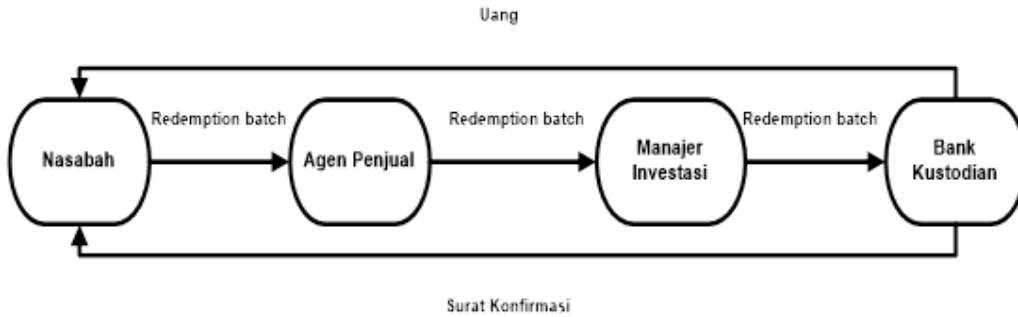 Uang
Redemption batch
Redemption batch
Redemption batch
Nasabah
Agen Penjual
Manajer
Investasi
Bank
Kustodian
Surat Konfirmasi